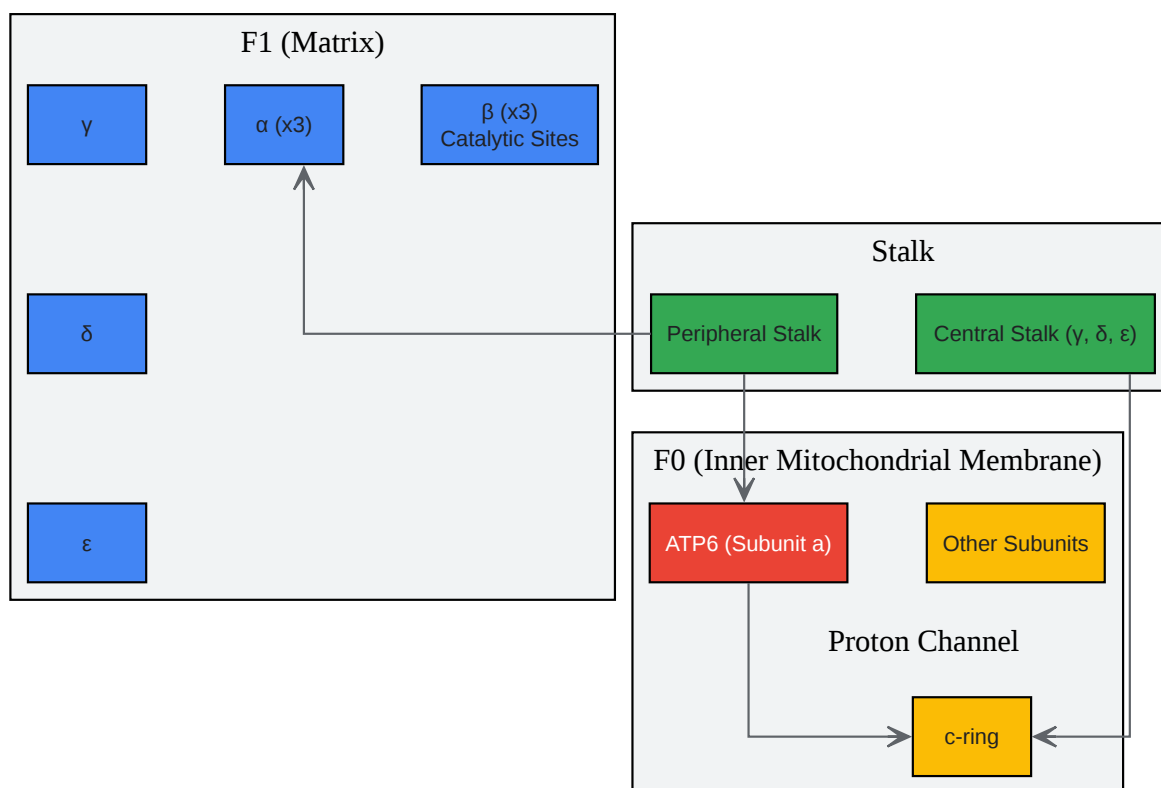 F1 (Matrix)
γ
α (x3)
β (x3)
Catalytic Sites
δ
ε
Stalk
Peripheral Stalk
Central Stalk (γ, δ, ε)
F0 (Inner Mitochondrial Membrane)
ATP6 (Subunit a)
Other Subunits
Proton Channel
c-ring